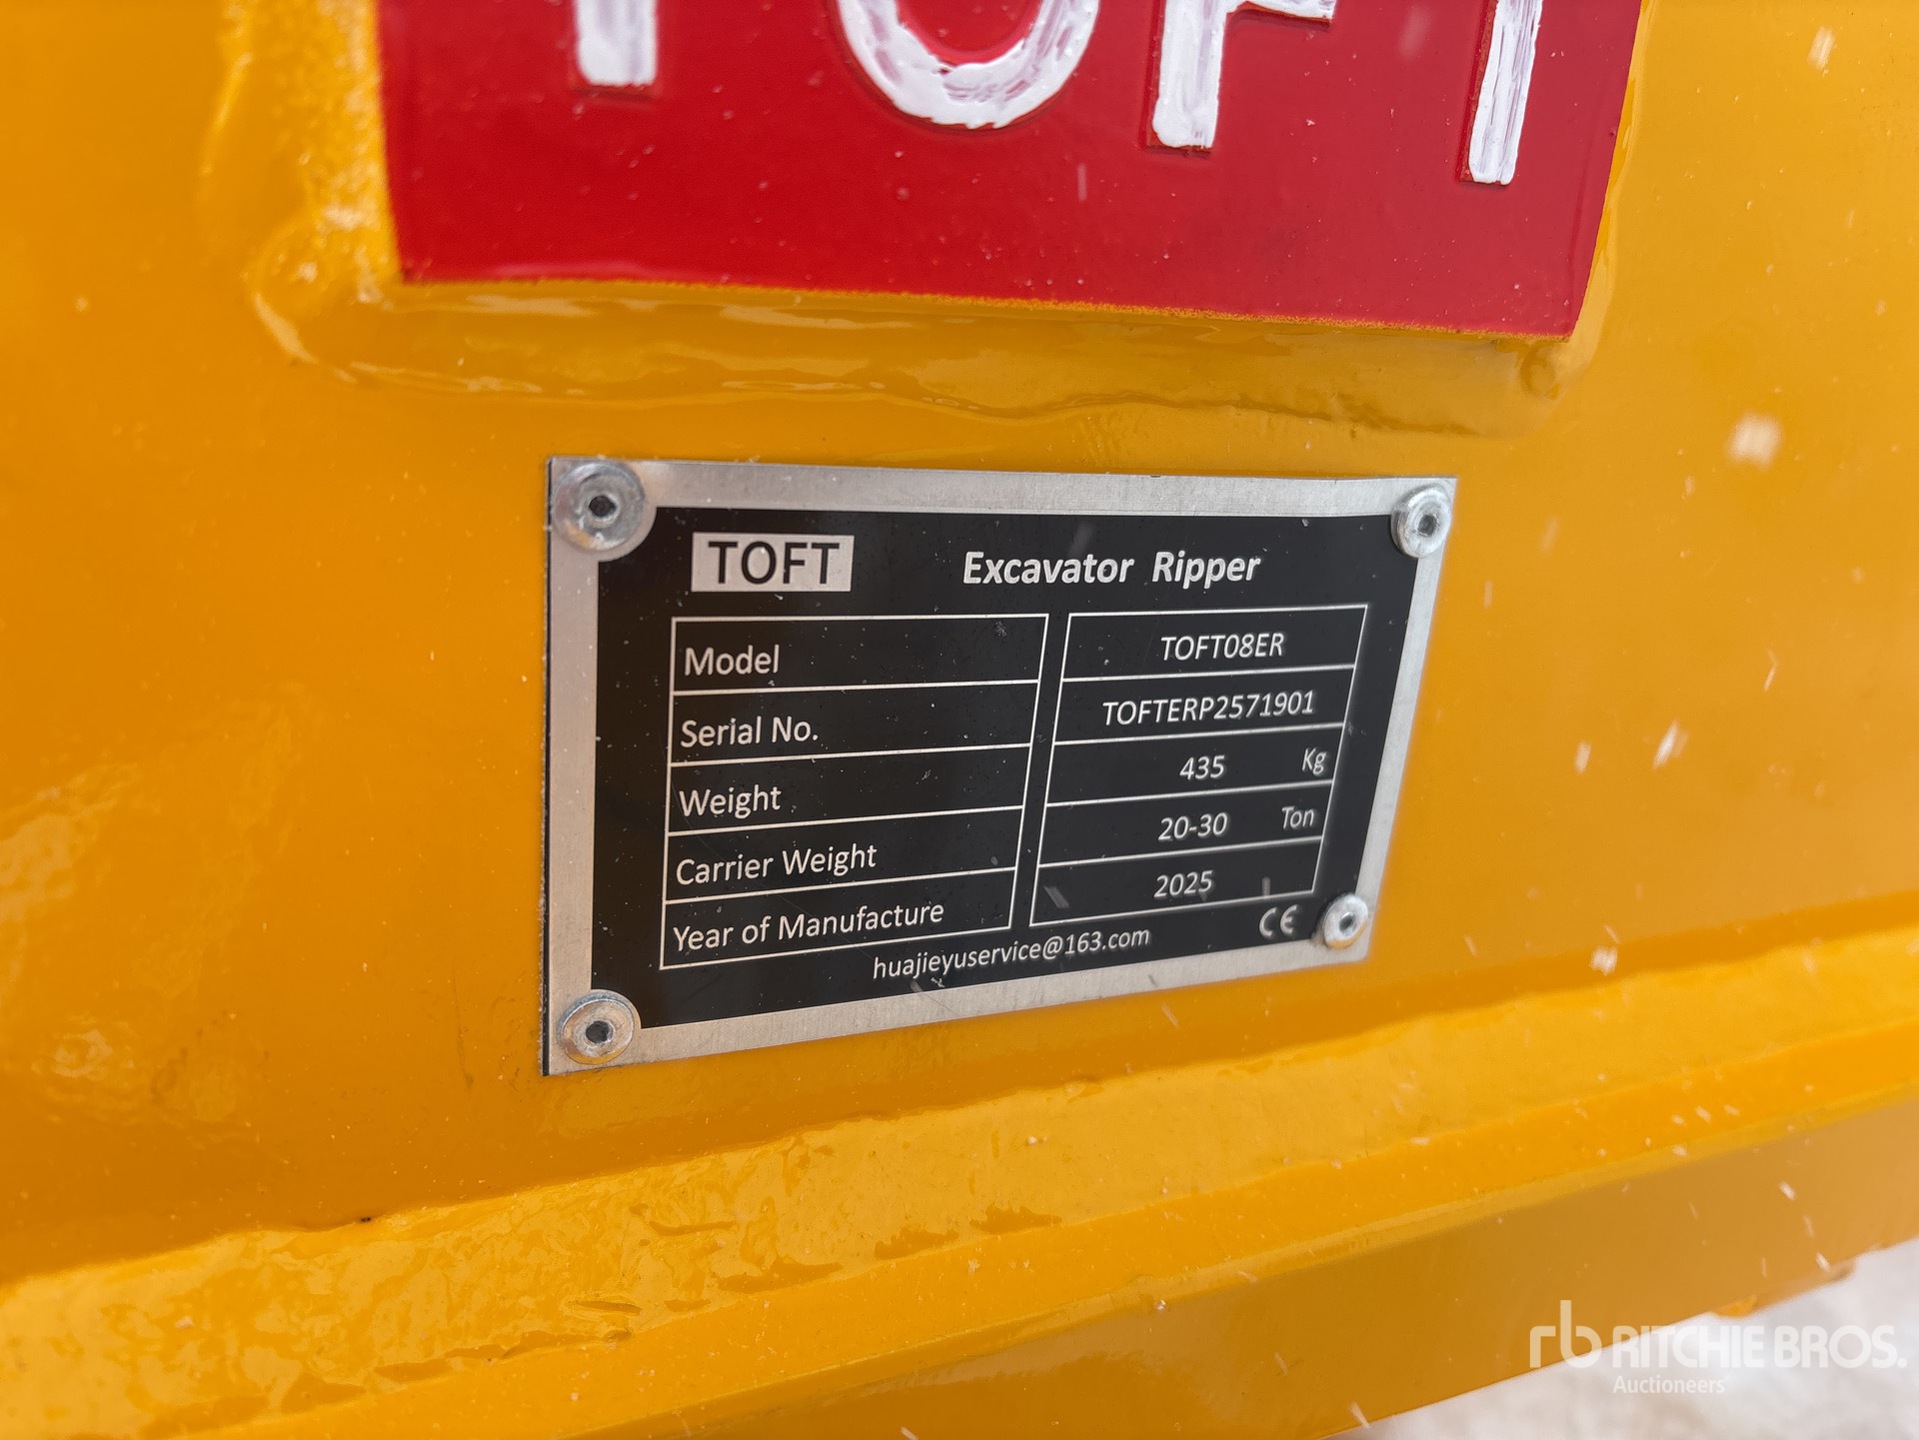 TOFT
TOFT Excavator Ripper
Model TOFT08ER
Serial No. TOFTERP2571901
Weight 435 Kg
Carrier Weight 20-30 Ton
Year of Manufacture 2025
huajieyuservice@163.com CE
rb RITCHIE BROS.
Auctioneers